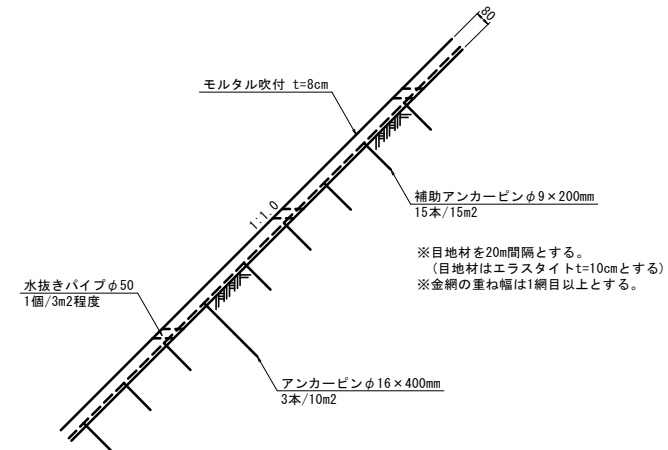 80
モルタル吹付 t=8cm
1:1.0
補助アンカーピンφ9×200mm
15本/15m2
※目地材を20m間隔とする。
（目地材はエラスタイトt=10cmとする）
※金網の重ね幅は1網目以上とする。
水抜きパイプφ50
1個/3m2程度
アンカーピンφ16×400mm
3本/10m2